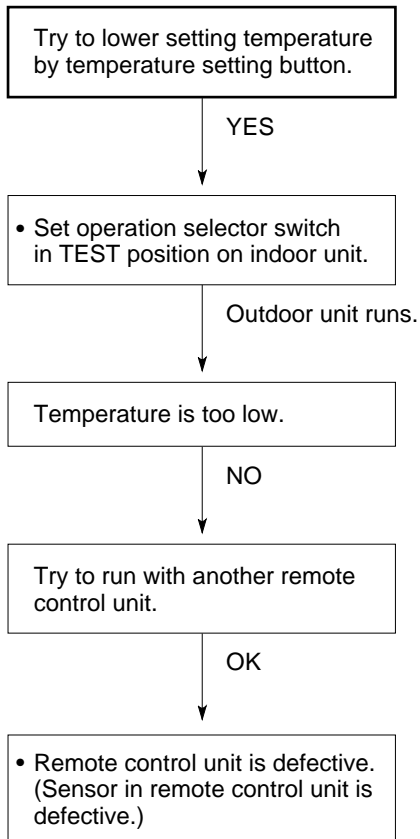 Try to lower setting temperature
by temperature setting button.
YES
• Set operation selector switch
in TEST position on indoor unit.
Outdoor unit runs.
Temperature is too low.
NO
Try to run with another remote
control unit.
OK
• Remote control unit is defective.
(Sensor in remote control unit is
defective.)